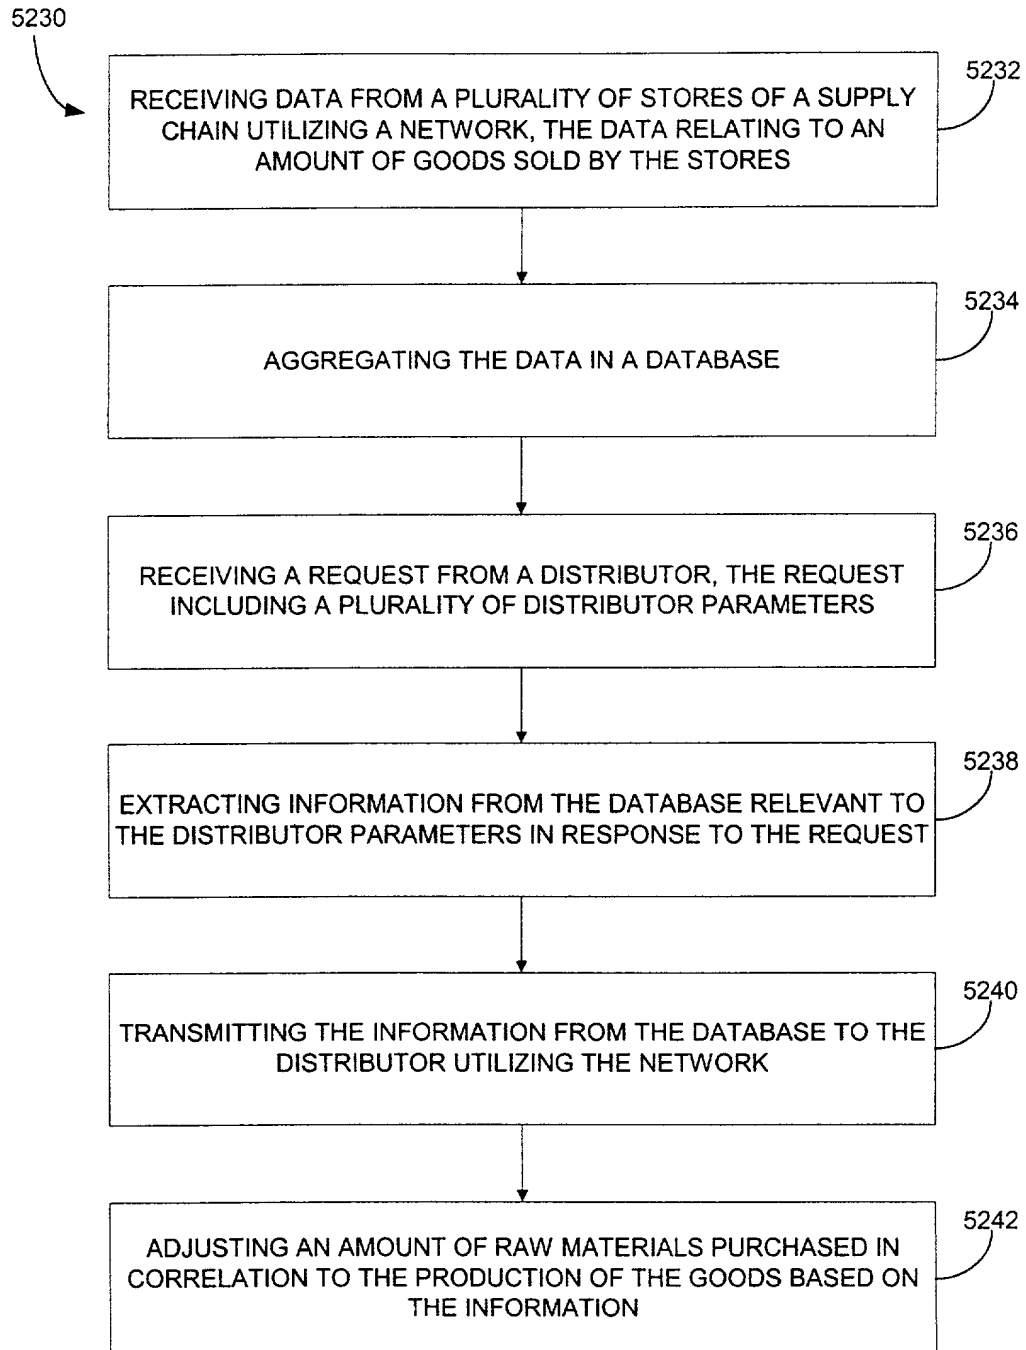 5230
5232
RECEIVING DATA FROM A PLURALITY OF STORES OF A SUPPLY
CHAIN UTILIZING A NETWORK, THE DATA RELATING TO AN
AMOUNT OF GOODS SOLD BY THE STORES
5234
AGGREGATING THE DATA IN A DATABASE
5236
RECEIVING A REQUEST FROM A DISTRIBUTOR, THE REQUEST
INCLUDING A PLURALITY OF DISTRIBUTOR PARAMETERS
5238
EXTRACTING INFORMATION FROM THE DATABASE RELEVANT TO
THE DISTRIBUTOR PARAMETERS IN RESPONSE TO THE REQUEST
5240
TRANSMITTING THE INFORMATION FROM THE DATABASE TO THE
DISTRIBUTOR UTILIZING THE NETWORK
5242
ADJUSTING AN AMOUNT OF RAW MATERIALS PURCHASED IN
CORRELATION TO THE PRODUCTION OF THE GOODS BASED ON
THE INFORMATION